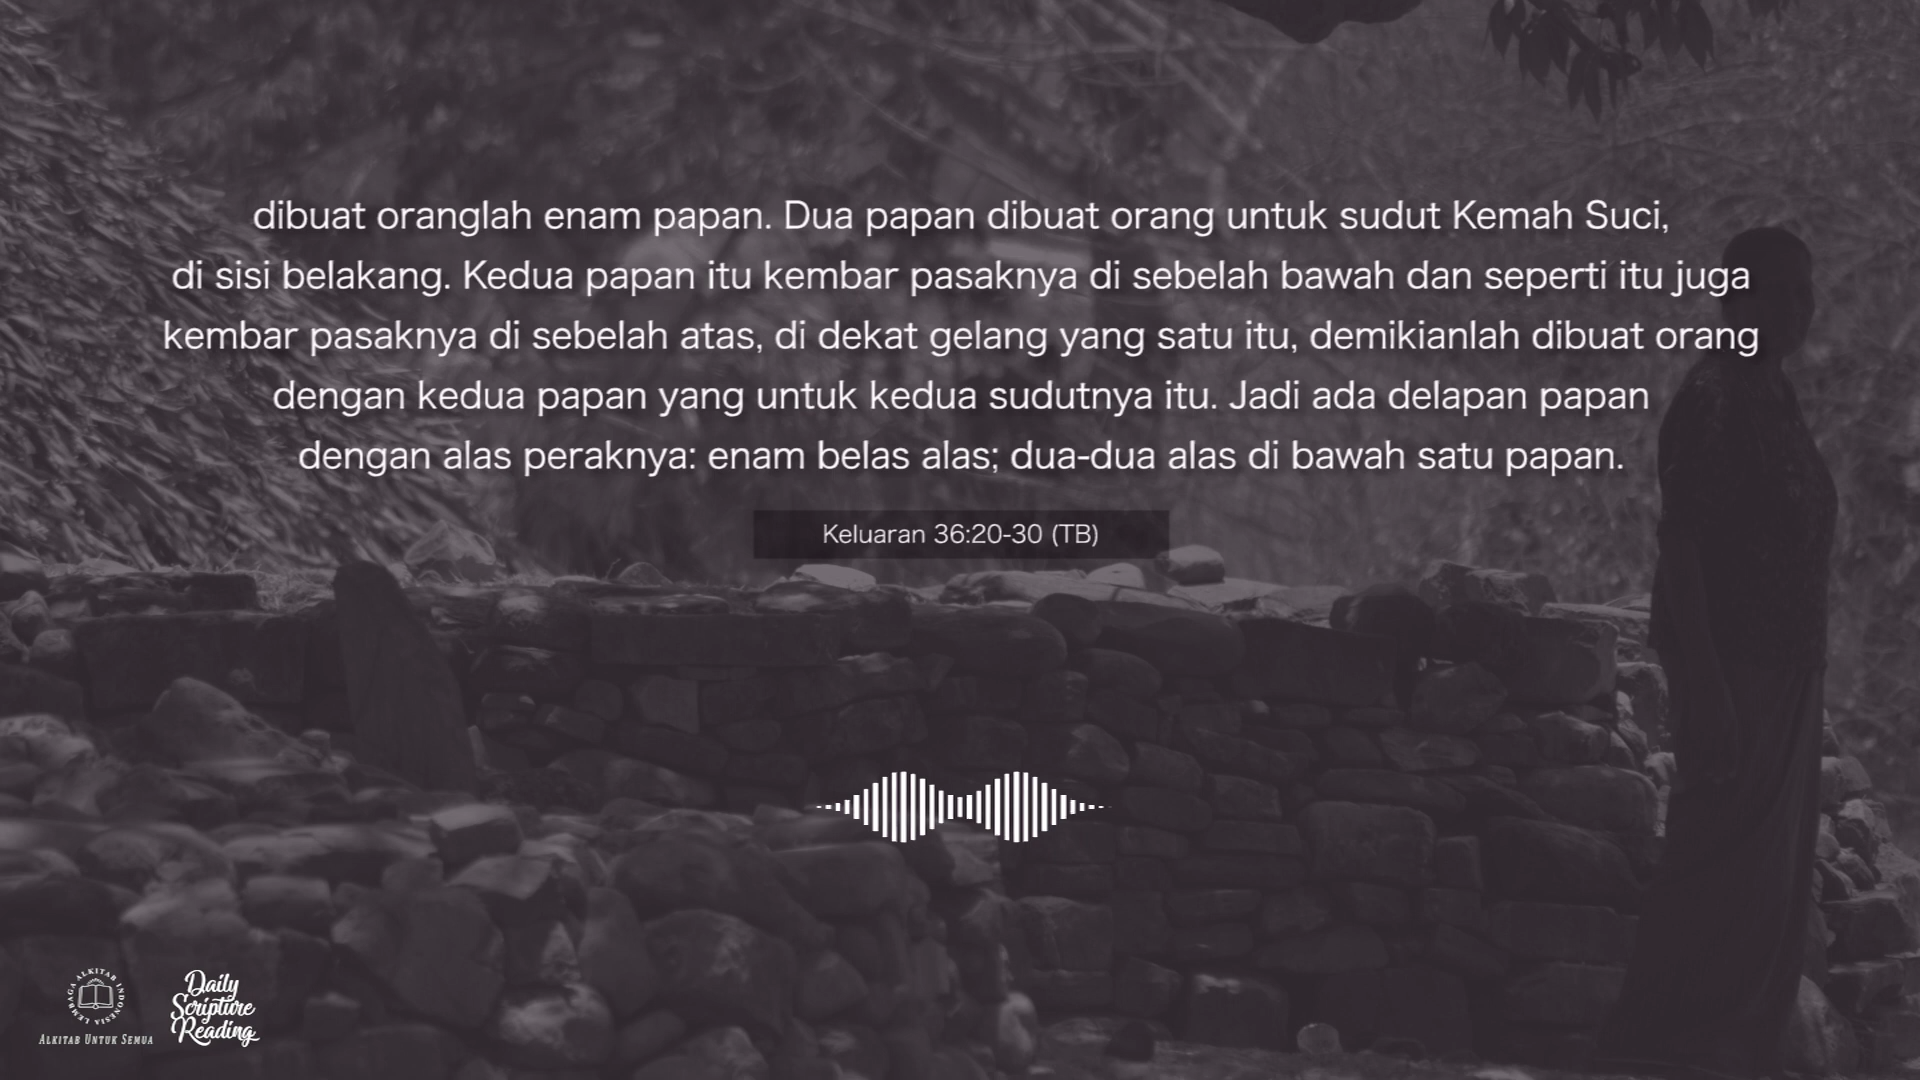 dibuat oranglah enam papan. Dua papan dibuat orang untuk sudut Kemah Suci,
di sisi belakang. Kedua papan itu kembar pasaknya di sebelah bawah dan seperti itu juga
kembar pasaknya di sebelah atas, di dekat gelang yang satu itu, demikianlah dibuat orang
dengan kedua papan yang untuk kedua sudutnya itu. Jadi ada delapan papan
dengan alas peraknya: enam belas alas; dua-dua alas di bawah satu papan.
Keluaran 36:20-30 (TB)
LEMBAGA ALKITAB INDONESIA
ALKITAB UNTUK SEMUA
Daily
Scripture
Reading